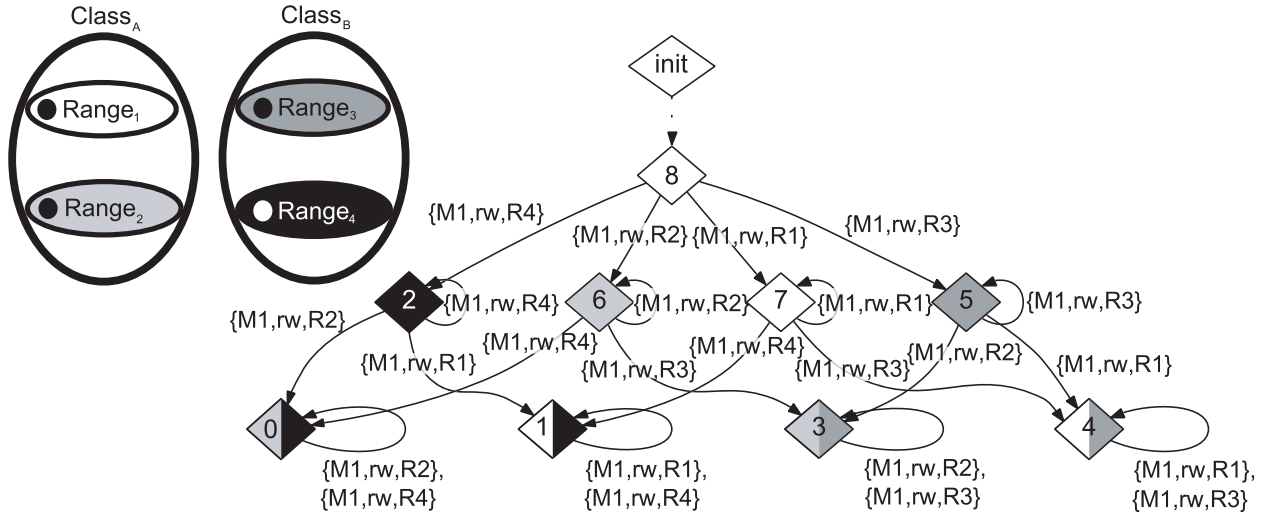 Class_A Class_B
init
Range_1 Range_3
8
Range_2 Range_4
{M1,rw,R4} {M1,rw,R2} {M1,rw,R1} {M1,rw,R3}
2 {M1,rw,R4} 6 {M1,rw,R2} 7 {M1,rw,R1} 5 {M1,rw,R3}
{M1,rw,R2} {M1,rw,R1} {M1,rw,R4} {M1,rw,R3} {M1,rw,R4} {M1,rw,R3} {M1,rw,R2} {M1,rw,R1}
0 1 3 4
{M1,rw,R2}, {M1,rw,R1}, {M1,rw,R2}, {M1,rw,R1},
{M1,rw,R4} {M1,rw,R4} {M1,rw,R3} {M1,rw,R3}